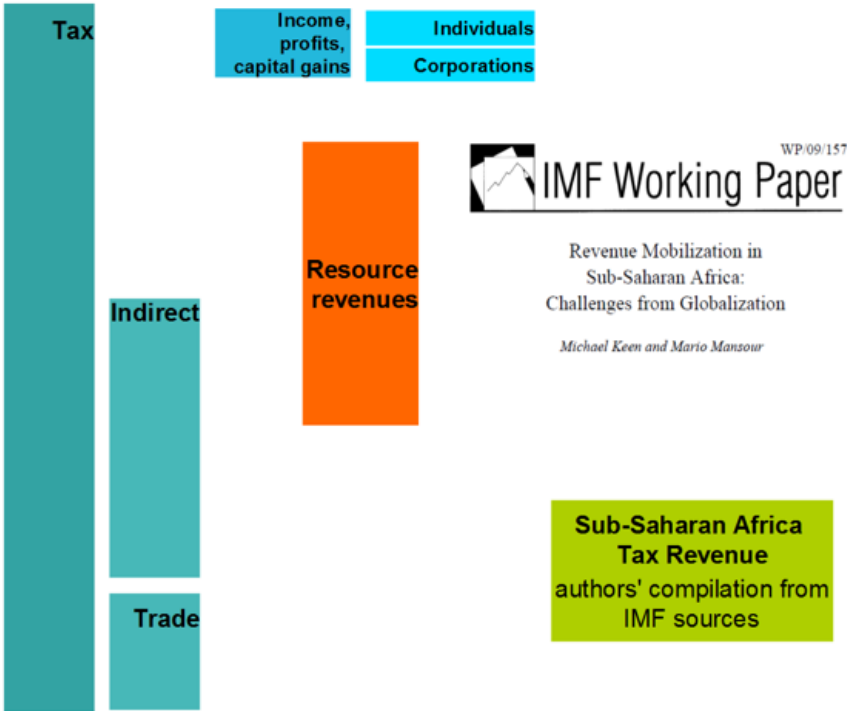 Tax
Income,
profits,
capital gains
Individuals
Corporations
WP/09/157
IMF Working Paper
Revenue Mobilization in
Sub-Saharan Africa:
Challenges from Globalization
Michael Keen and Mario Mansour
Resource
revenues
Indirect
Trade
Sub-Saharan Africa
Tax Revenue
authors' compilation from
IMF sources